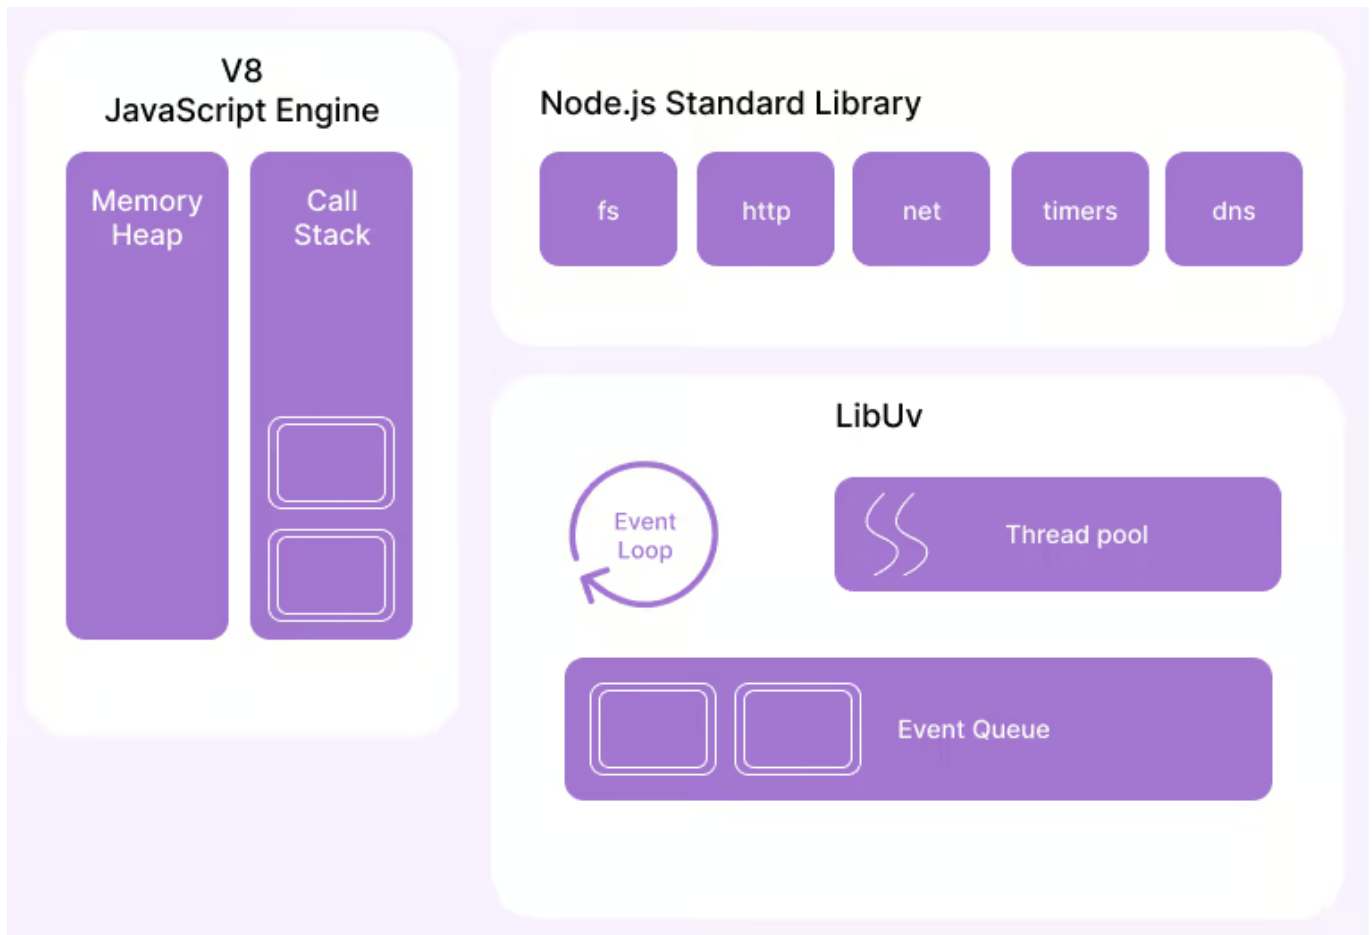 V8
JavaScript Engine
Memory
Heap
Call
Stack
Node.js Standard Library
fs
http
net
timers
dns
LibUv
Event
Loop
Thread pool
Event Queue